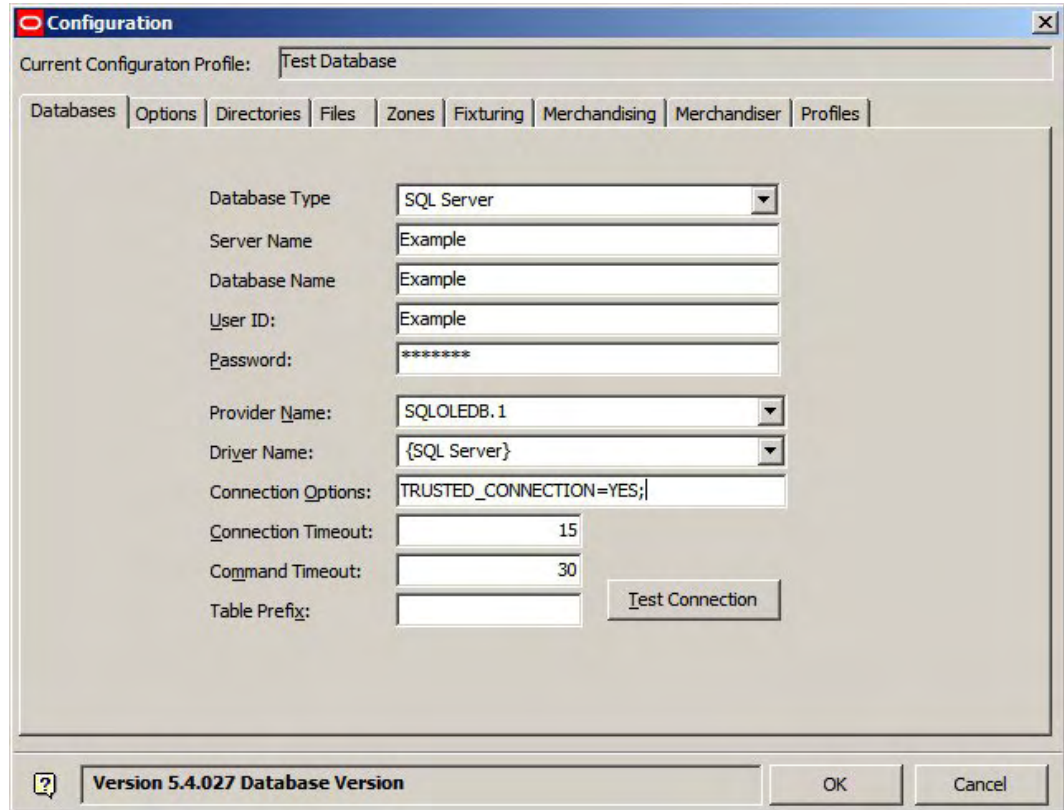 Configuration
Current Configuraton Profile: Test Database
Databases Options Directories Files Zones Fixturing Merchandising Merchandiser Profiles
Database Type SQL Server
Server Name Example
Database Name Example
User ID: Example
Password: *******
Provider Name: SQLOLEDB.1
Driver Name: {SQL Server}
Connection Options: TRUSTED_CONNECTION=YES;
Connection Timeout: 15
Command Timeout: 30
Table Prefix: Test Connection
Version 5.4.027 Database Version OK Cancel